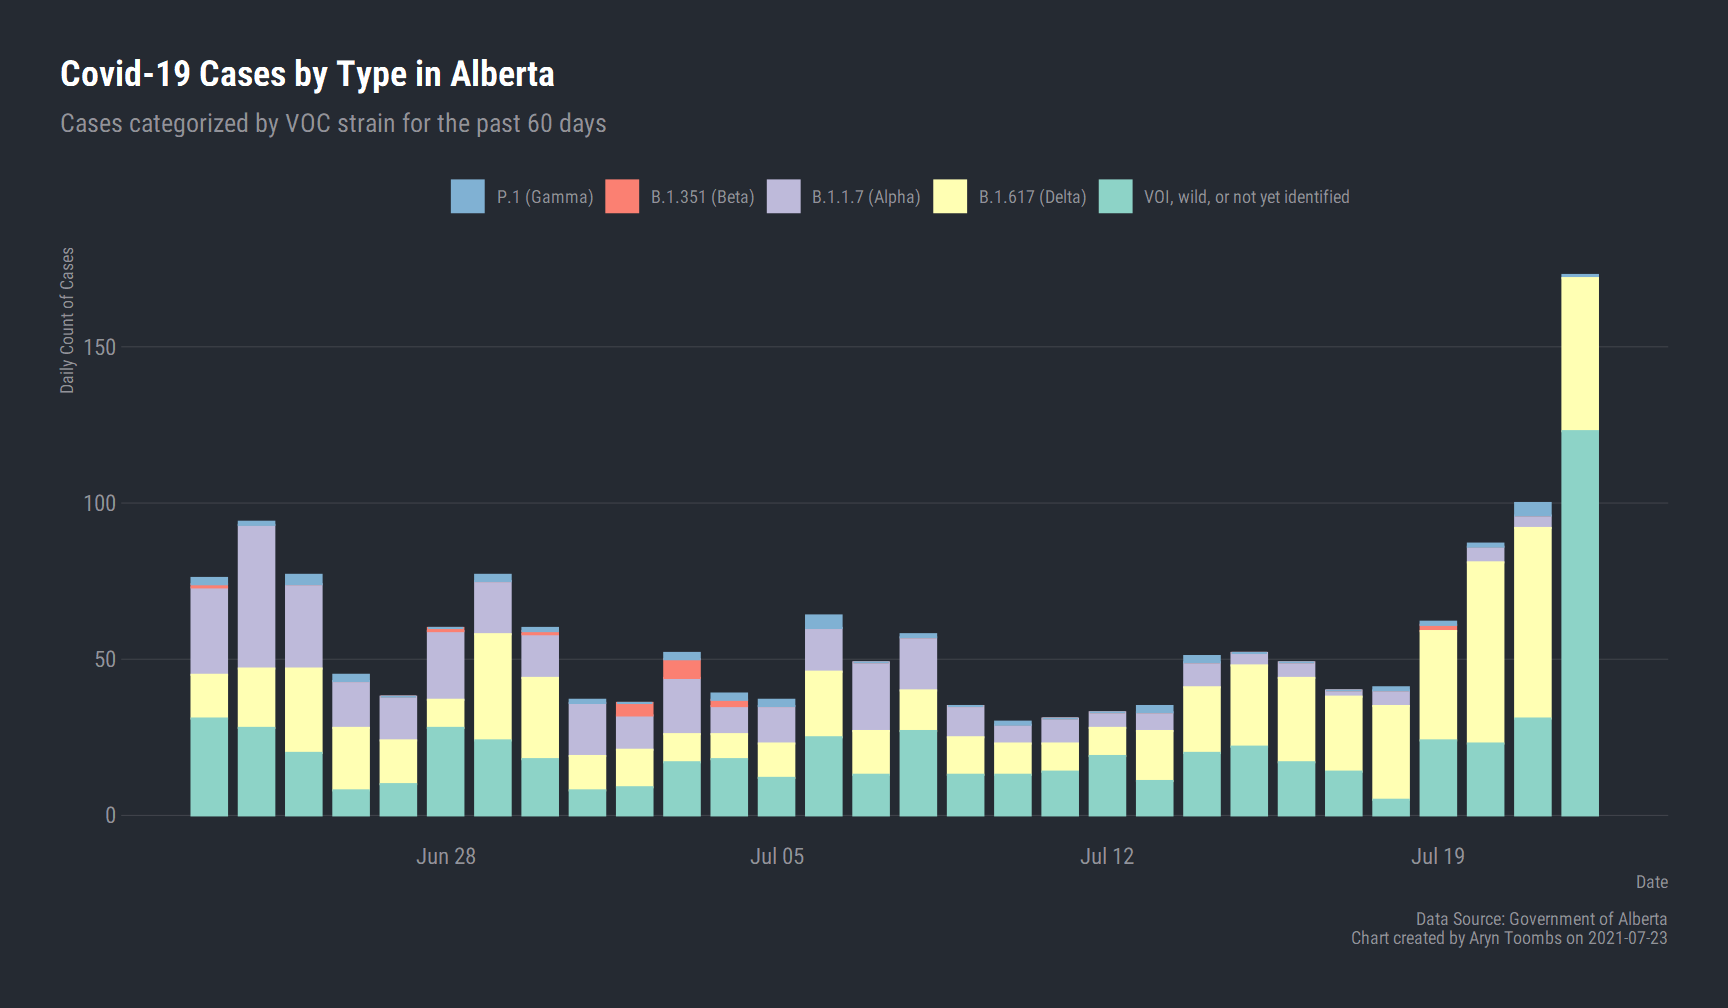 Covid-19 Cases by Type in Alberta
Cases categorized by VOC strain for the past 60 days
P.1 (Gamma) B.1.351 (Beta) B.1.1.7 (Alpha) B.1.617 (Delta) VOI, wild, or not yet identified
Daily Count of Cases
150
100
50
0
Jun 28 Jul 05 Jul 12 Jul 19
Date
Data Source: Government of Alberta
Chart created by Aryn Toombs on 2021-07-23